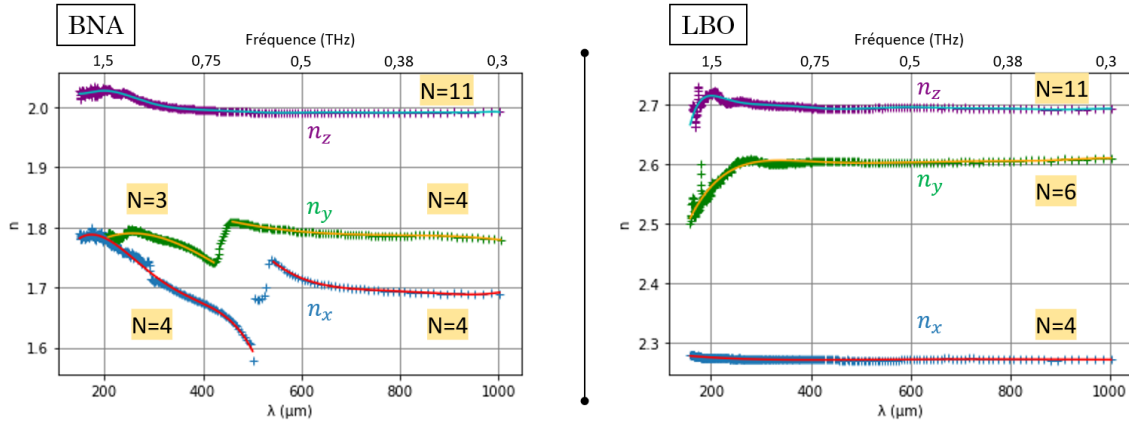 BNA
Fréquence (THz)
1,5 0,75 0,5 0,38 0,3
N=11
2.0
n_z
1.9
n
N=3
n_y
N=4
1.8
1.7
n_x
N=4
N=4
1.6
200 400 600 800 1000
λ (μm)
LBO
Fréquence (THz)
1,5 0,75 0,5 0,38 0,3
n_z
N=11
2.7
2.6
n_y
N=6
n
2.5
2.4
n_x
N=4
2.3
200 400 600 800 1000
λ (μm)